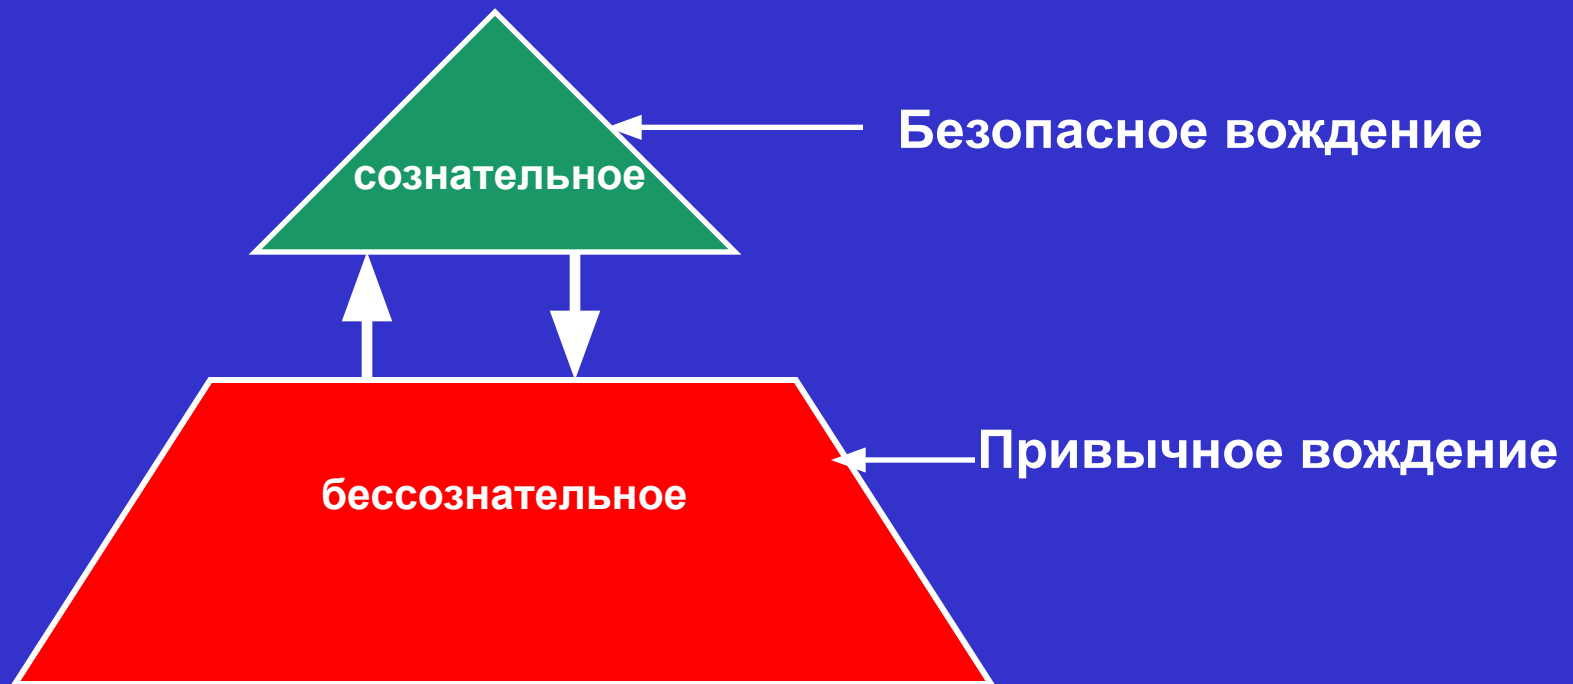 Безопасное вождение
сознательное
Привычное вождение
бессознательное